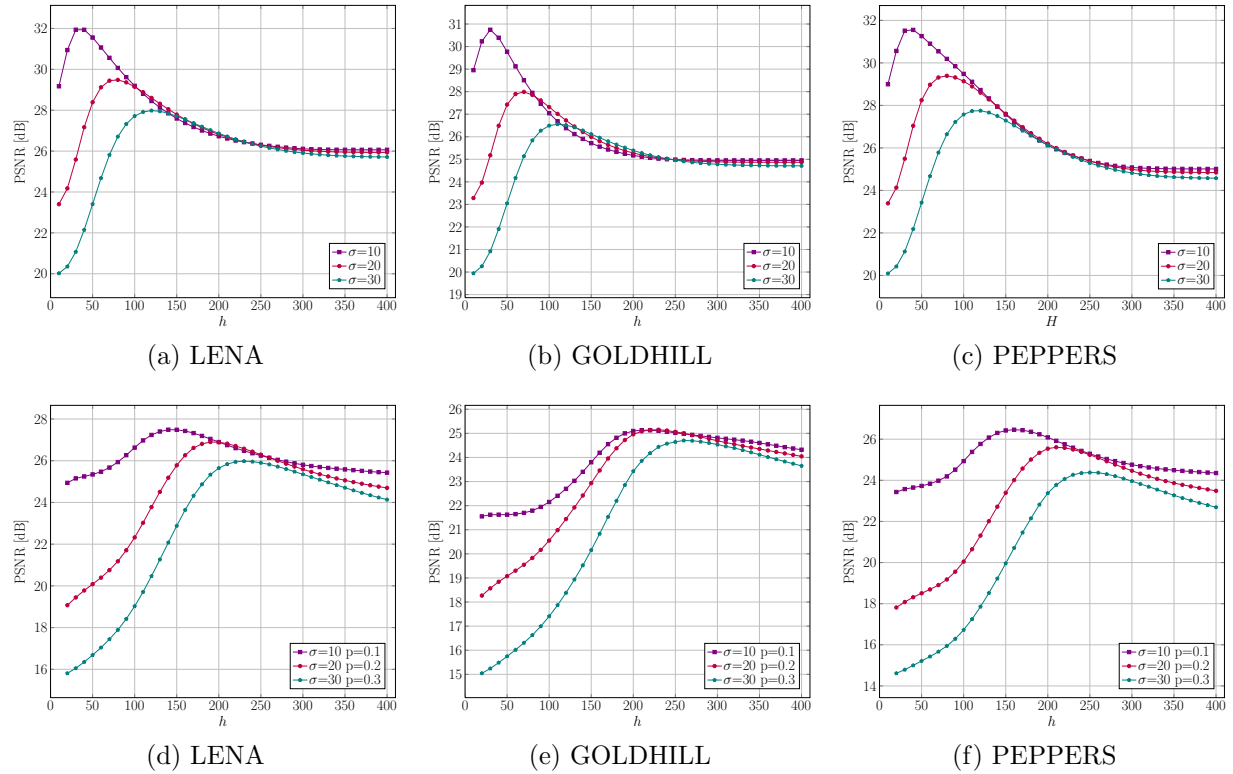 PSNR [dB]
32
30
28
26
24
22
20
σ=10
σ=20
σ=30
0 50 100 150 200 250 300 350 400
h
(a) LENA
PSNR [dB]
31
30
29
28
27
26
25
24
23
22
21
20
19
σ=10
σ=20
σ=30
0 50 100 150 200 250 300 350 400
h
(b) GOLDHILL
PSNR [dB]
32
30
28
26
24
22
20
σ=10
σ=20
σ=30
0 50 100 150 200 250 300 350 400
H
(c) PEPPERS
PSNR [dB]
28
26
24
22
20
18
16
σ=10 p=0.1
σ=20 p=0.2
σ=30 p=0.3
0 50 100 150 200 250 300 350 400
h
(d) LENA
PSNR [dB]
26
25
24
23
22
21
20
19
18
17
16
15
σ=10 p=0.1
σ=20 p=0.2
σ=30 p=0.3
0 50 100 150 200 250 300 350 400
h
(e) GOLDHILL
PSNR [dB]
26
24
22
20
18
16
14
σ=10 p=0.1
σ=20 p=0.2
σ=30 p=0.3
0 50 100 150 200 250 300 350 400
h
(f) PEPPERS